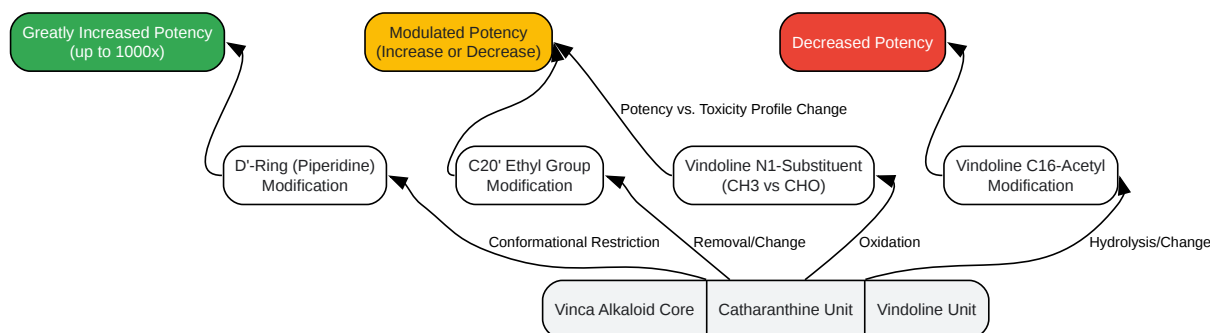 Greatly Increased Potency
(up to 1000x)
Modulated Potency
(Increase or Decrease)
Decreased Potency
Potency vs. Toxicity Profile Change
D'-Ring (Piperidine)
Modification
C20' Ethyl Group
Modification
Vindoline N1-Substituent
(CH3 vs CHO)
Vindoline C16-Acetyl
Modification
Conformational Restriction
Removal/Change
Oxidation
Hydrolysis/Change
Vinca Alkaloid Core
Catharanthine Unit
Vindoline Unit